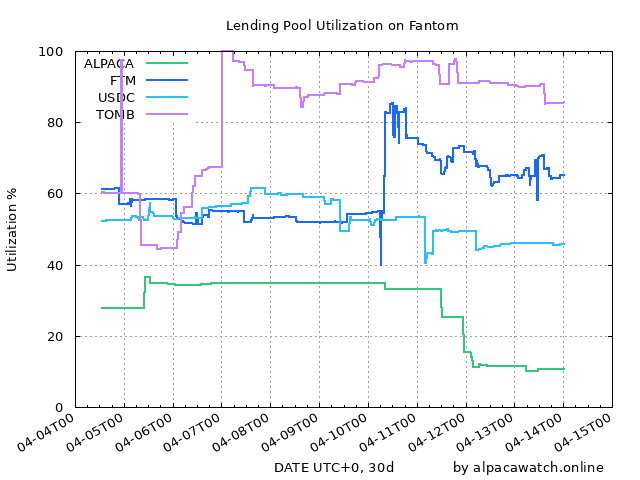 Lending Pool Utilization on Fantom
Utilization %
100
80
60
40
20
0
ALPACA
FTM
USDC
TOMB
04-04T00
04-05T00
04-06T00
04-07T00
04-08T00
04-09T00
04-10T00
04-11T00
04-12T00
04-13T00
04-14T00
04-15T00
DATE UTC+0, 30d
by alpacawatch.online